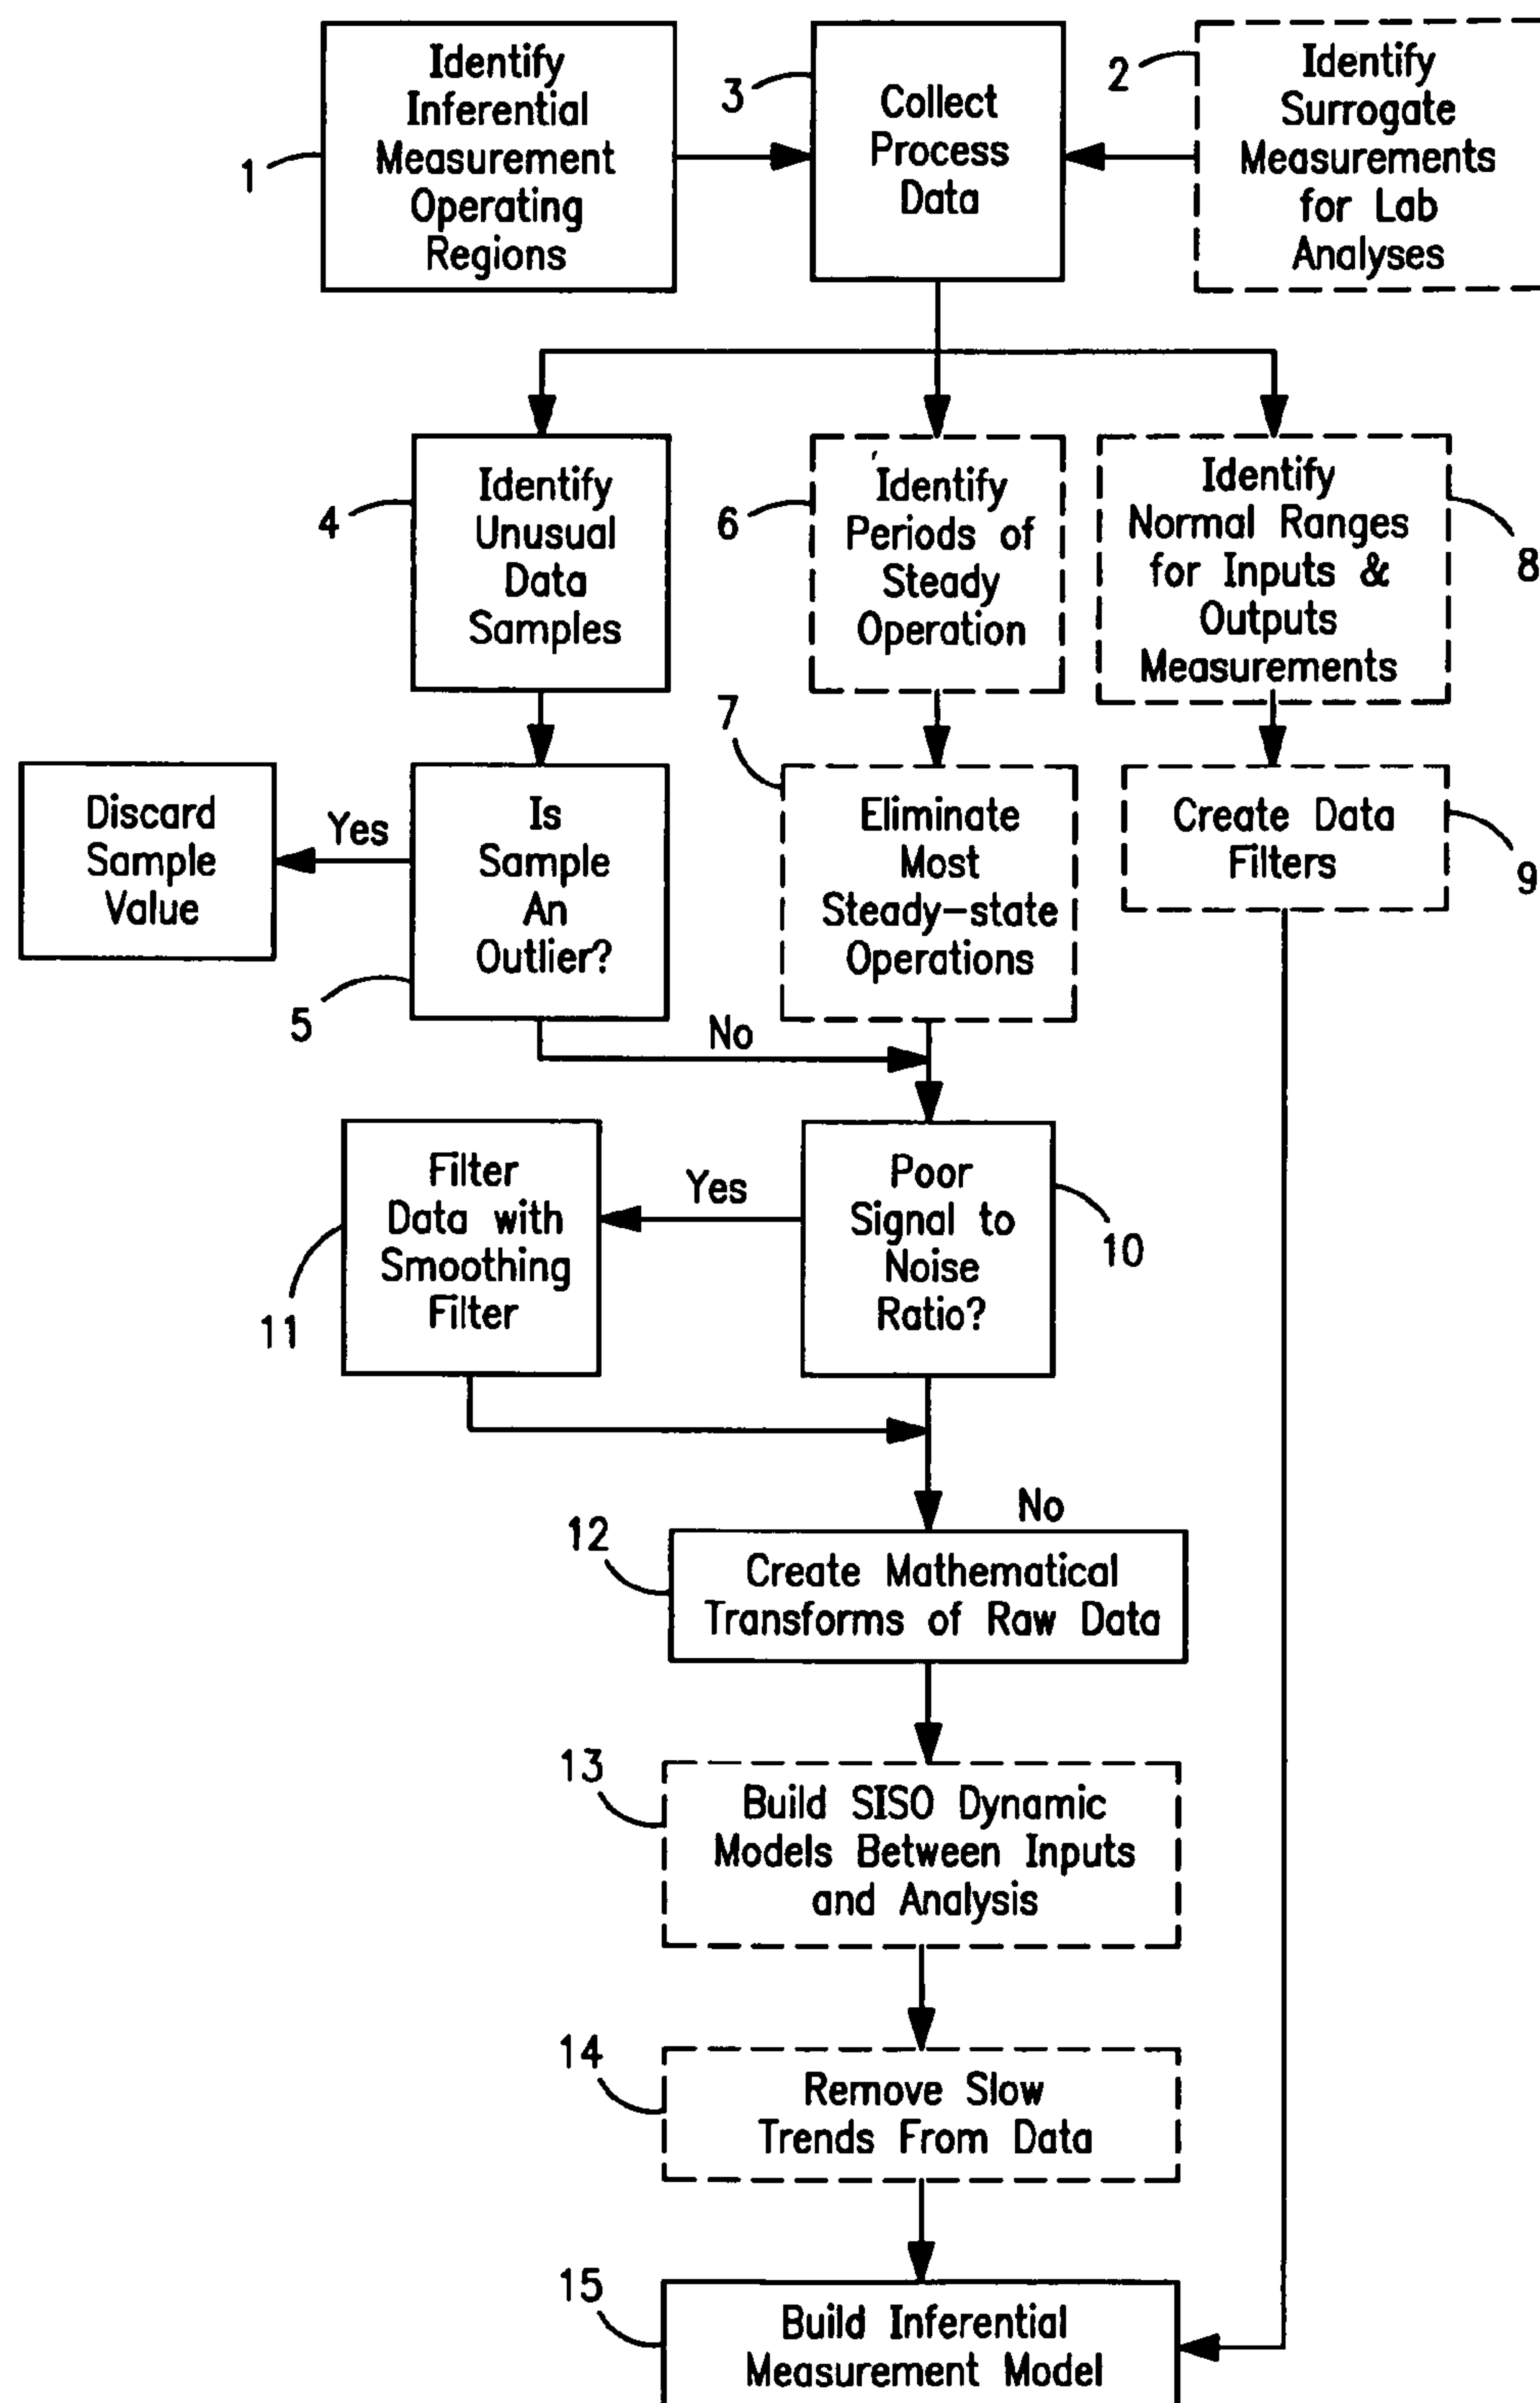 Identify
Inferential
Measurement
Operating
Regions
1
3
Collect
Process
Data
2
Identify
Surrogate
Measurements
for Lab
Analyses
4
Identify
Unusual
Data
Samples
6
Identify
Periods of
Steady
Operation
Identify
Normal Ranges
for Inputs &
Outputs
Measurements
8
Discard
Sample
Value
Yes
Is
Sample
An
Outlier?
5
7
Eliminate
Most
Steady-state
Operations
Create Data
Filters
9
No
Filter
Data with
Smoothing
Filter
11
Yes
Poor
Signal to
Noise
Ratio?
10
No
12
Create Mathematical
Transforms of Raw Data
13
Build SISO Dynamic
Models Between Inputs
and Analysis
14
Remove Slow
Trends From Data
15
Build Inferential
Measurement Model